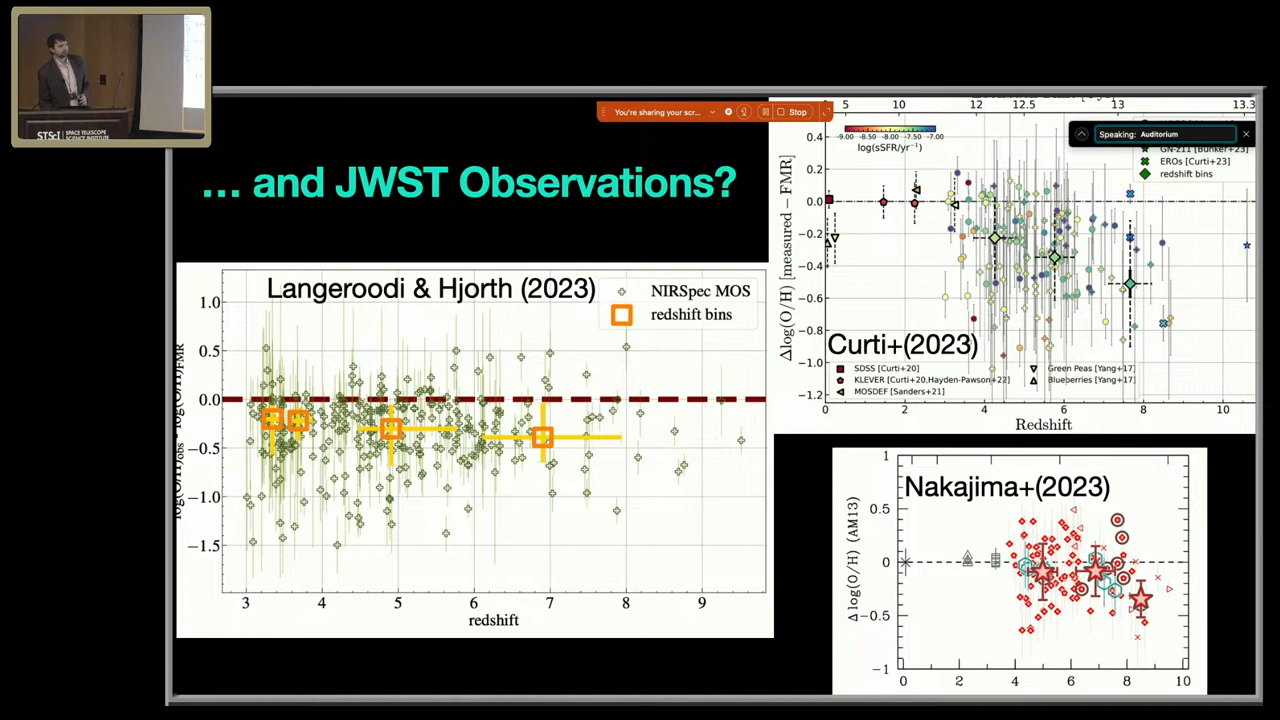 STScI | SPACE TELESCOPE
SCIENCE INSTITUTE
You're sharing your scr...
Stop
Speaking: Auditorium
... and JWST Observations?
Langeroodi & Hjorth (2023)
NIRSpec MOS
redshift bins
1.0
0.5
0.0
−0.5
−1.0
−1.5
3 4 5 6 7 8 9
redshift
5 10 12 12.5 13 13.3
-9.00 -8.50 -8.00 -7.50 -7.00
log(sSFR/yr⁻¹)
GN-z11 [Bunker+23]
EROs [Curti+23]
redshift bins
Δlog(O/H) [measured − FMR]
0.4
0.2
0.0
−0.2
−0.4
−0.6
−0.8
−1.0
−1.2
Curti+(2023)
SDSS [Curti+20]
KLEVER [Curti+20,Hayden-Pawson+22]
MOSDEF [Sanders+21]
Green Peas [Yang+17]
Blueberries [Yang+17]
0 2 4 6 8 10
Redshift
Nakajima+(2023)
Δlog(O/H) (AM13)
1
0.5
0
−0.5
−1
0 2 4 6 8 10